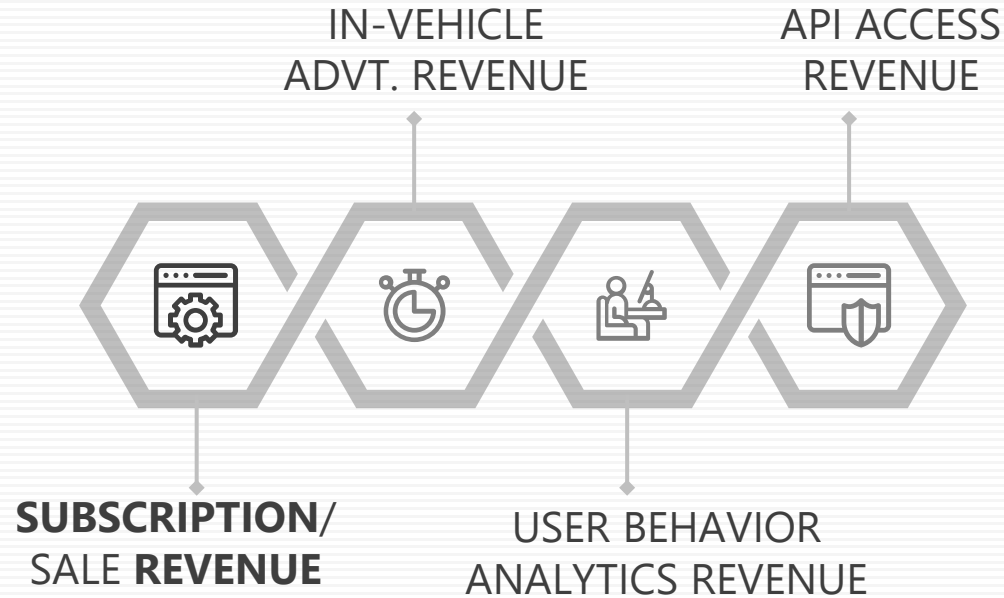 IN-VEHICLE
ADVT. REVENUE
API ACCESS
REVENUE
SUBSCRIPTION/
SALE REVENUE
USER BEHAVIOR
ANALYTICS REVENUE